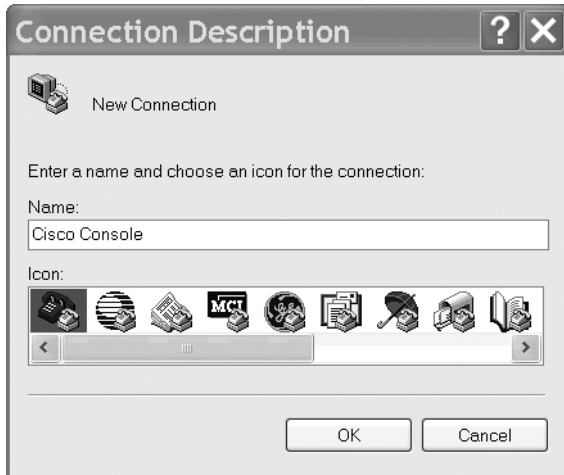 Connection Description
New Connection
Enter a name and choose an icon for the connection:
Name:
Cisco Console
Icon:
MCI
OK Cancel